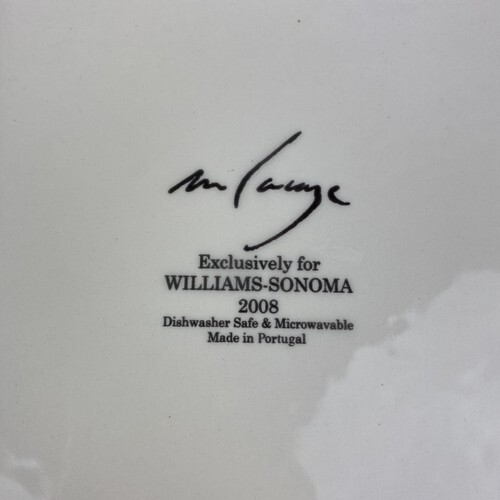 Exclusively for
WILLIAMS-SONOMA
2008
Dishwasher Safe & Microwavable
Made in Portugal